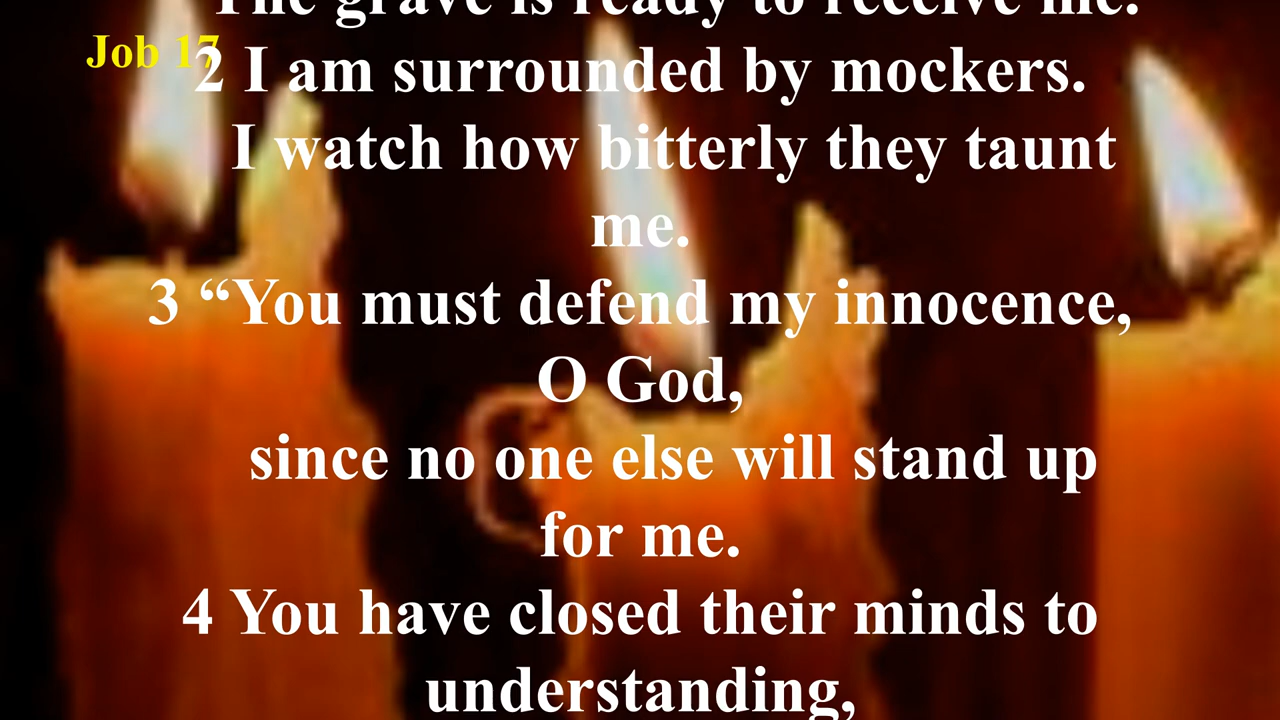 The grave is ready to receive me.
Job 17
2 I am surrounded by mockers.
I watch how bitterly they taunt
me.
3 “You must defend my innocence,
O God,
since no one else will stand up
for me.
4 You have closed their minds to
understanding,